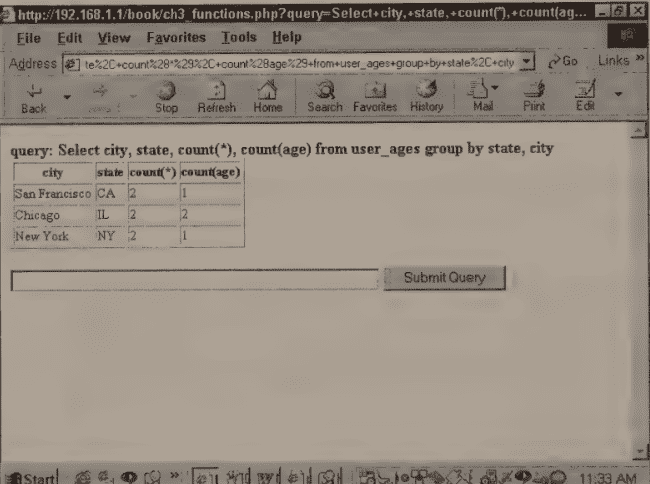 http://192.168.1.1/book/ch3_functions.php?query=Select+city,+state,+count(*),+count(ag...
File Edit View Favorites Tools Help
Address te%2C+count%28*%29%2C+count%28age%29+from+user_ages+group+by+state%2C+city Go Links »
Back Stop Refresh Home Search Favorites History Mail Print Edit
query: Select city, state, count(*), count(age) from user_ages group by state, city
city state count(*) count(age)
San Francisco CA 2 1
Chicago IL 2 2
New York NY 2 1
Submit Query
Start » 11:33 AM